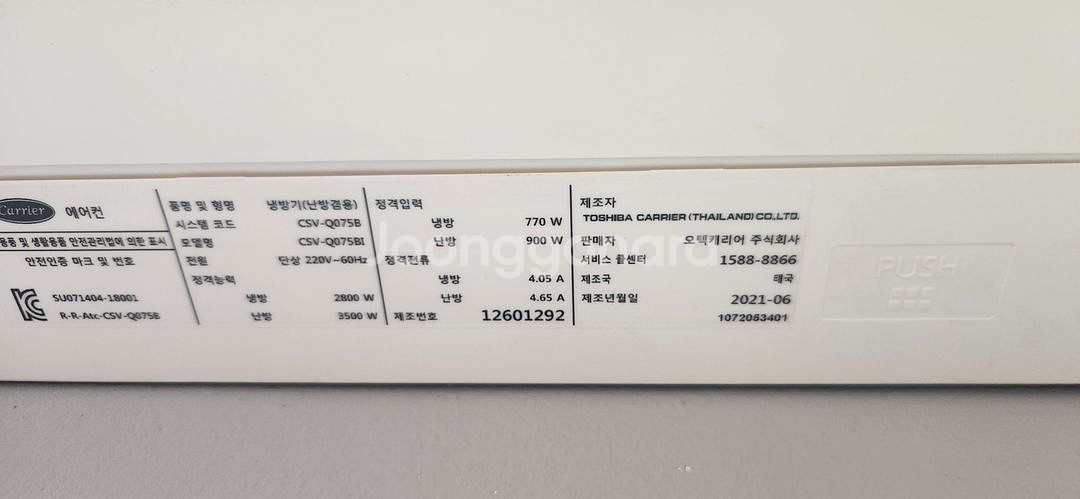 Carrier 에어컨
용품 및 생활용품 안전관리법에 의한 표시
안전인증 마크 및 번호
SU071404-18001
R-R-Atc-CSV-Q075B
품명 및 형명 냉방기(난방겸용)
시스템 코드 CSV-Q075B
모델명 CSV-Q075BI
전원 단상 220V~60Hz
정격능력
냉방 2800 W
난방 3500 W
정격입력
냉방 770 W
난방 900 W
정격전류
냉방 4.05 A
난방 4.65 A
제조번호 12601292
제조자
TOSHIBA CARRIER (THAILAND) CO.,LTD.
판매자 오텍캐리어 주식회사
서비스 콜센터 1588-8866
제조국 태국
제조년월일 2021-06
1072053401
PUSH
Joonggonara